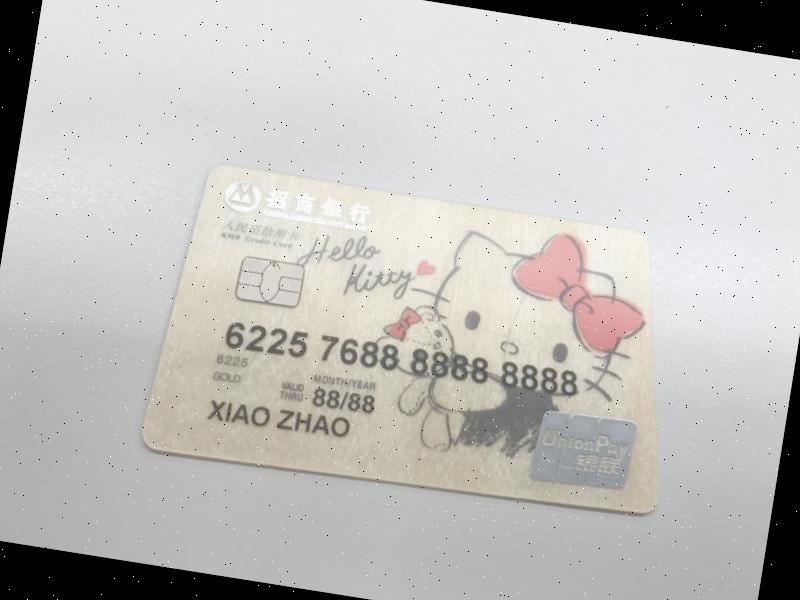 招商银行
人民币信用卡
RMB Credit Card
Hello
Kitty
6225 7688 8888 8888
6225
GOLD
VALID THRU
MONTH/YEAR
88/88
XIAO ZHAO
UnionPay
银联